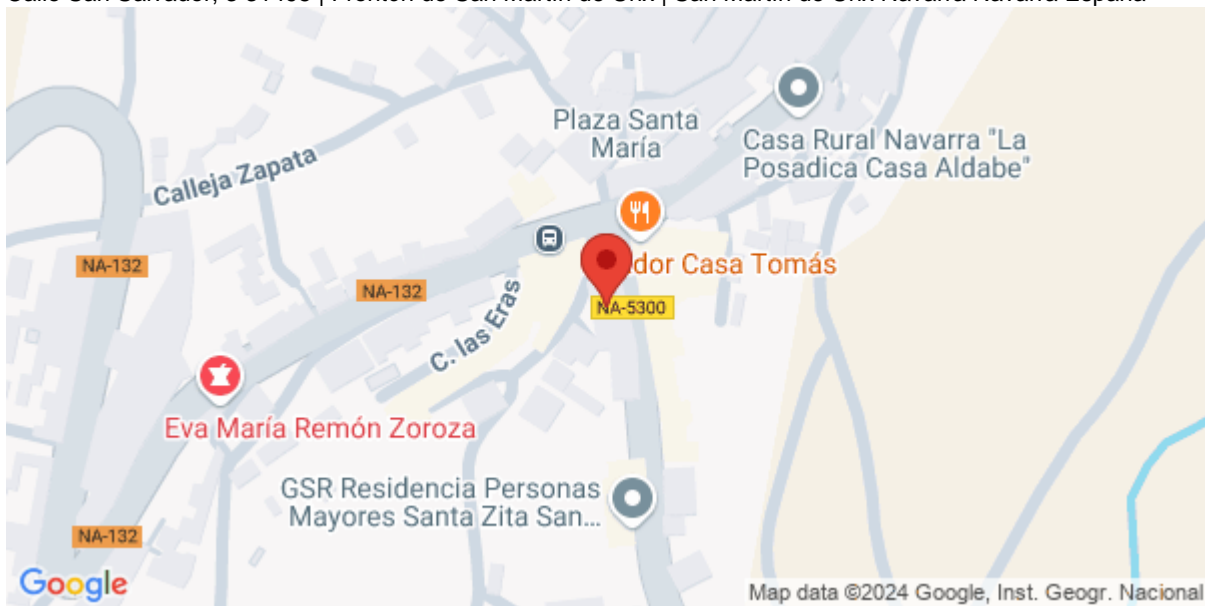 Plaza Santa
María
Casa Rural Navarra "La
Posadica Casa Aldabe"
Calleja Zapata
NA-132
NA-132
dor Casa Tomás
NA-5300
C. las Eras
Eva María Remón Zoroza
GSR Residencia Personas
Mayores Santa Zita San...
NA-132
Google
Map data ©2024 Google, Inst. Geogr. Nacional